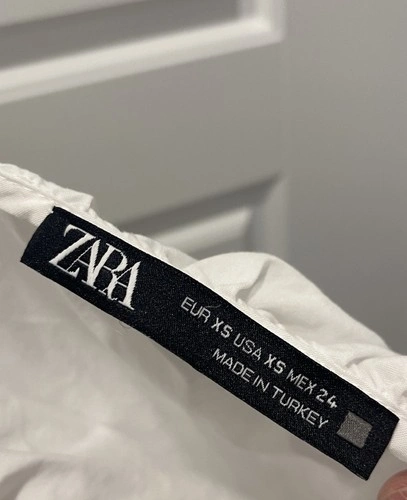 ZARA
EUR XS USA XS MEX 24
MADE IN TURKEY